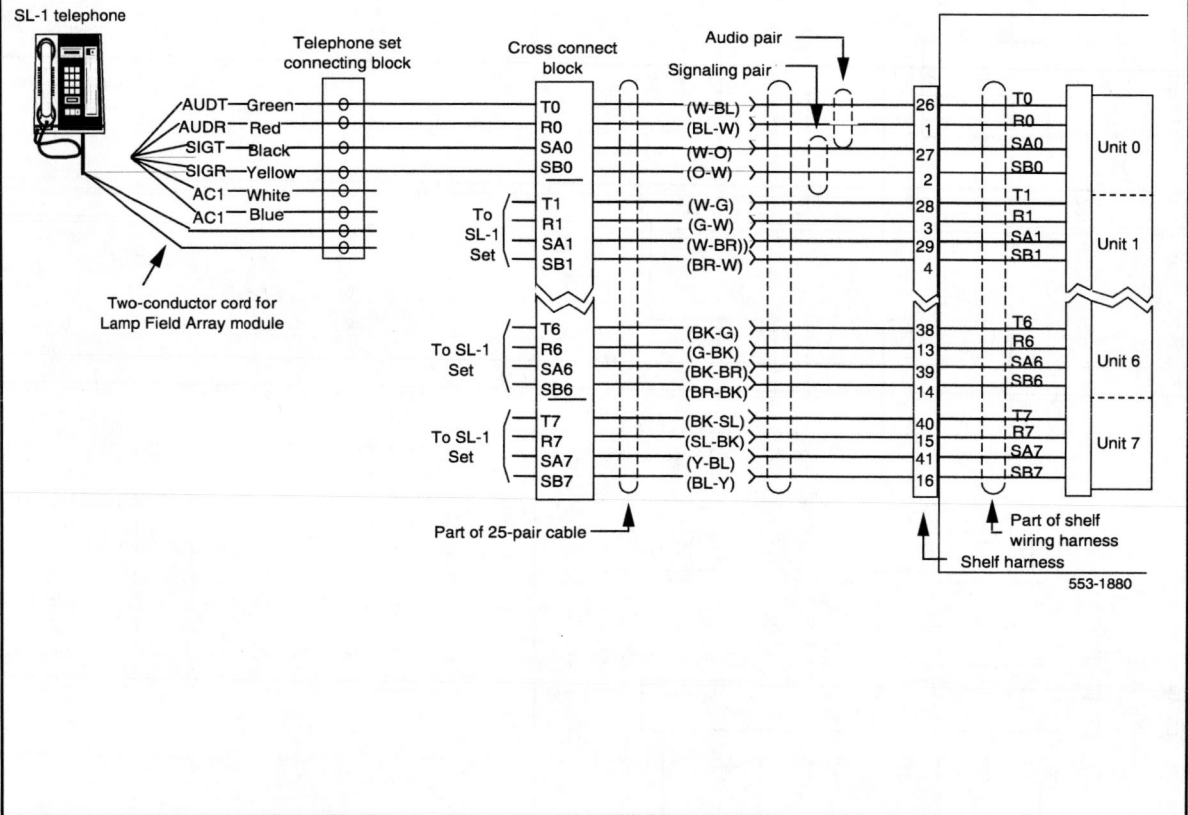 SL-1 telephone
Telephone set
connecting block
Cross connect
block
Audio pair
Signaling pair
AUDT Green T0 (W-BL) 26 T0
AUDR Red R0 (BL-W) 1 R0
SIGT Black SA0 (W-O) 27 SA0
SIGR Yellow SB0 (O-W) 2 SB0
Unit 0
AC1 White
AC1 Blue
To
SL-1
Set
T1 (W-G) 28 T1
R1 (G-W) 3 R1
SA1 (W-BR)) 29 SA1
SB1 (BR-W) 4 SB1
Unit 1
Two-conductor cord for
Lamp Field Array module
To SL-1
Set
T6 (BK-G) 38 T6
R6 (G-BK) 13 R6
SA6 (BK-BR) 39 SA6
SB6 (BR-BK) 14 SB6
Unit 6
To SL-1
Set
T7 (BK-SL) 40 T7
R7 (SL-BK) 15 R7
SA7 (Y-BL) 41 SA7
SB7 (BL-Y) 16 SB7
Unit 7
Part of 25-pair cable
Part of shelf
wiring harness
Shelf harness
553-1880